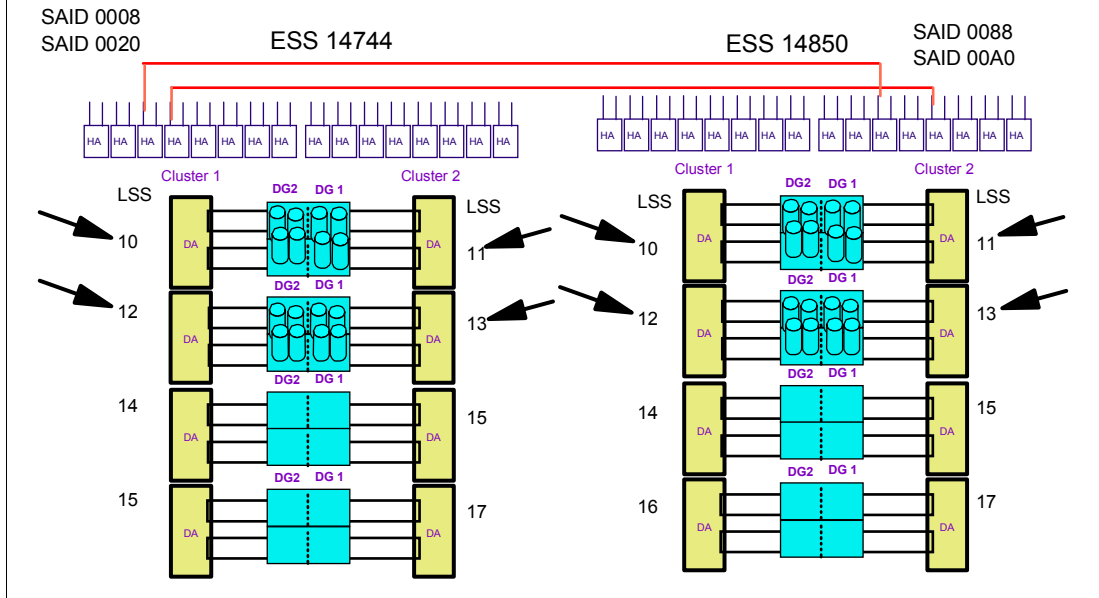 SAID 0008
SAID 0020
ESS 14744
ESS 14850
SAID 0088
SAID 00A0
HA HA HA HA HA HA HA HA HA HA HA HA HA HA HA HA
HA HA HA HA HA HA HA HA HA HA HA HA HA HA HA HA
Cluster 1
Cluster 2
Cluster 1
Cluster 2
LSS DG2 DG 1 LSS
10 DA DA 11
DG2 DG 1
12 DA DA 13
DG2 DG 1
14 DA DA 15
DG2 DG 1
15 DA DA 17
LSS DG2 DG 1 LSS
10 DA DA 11
DG2 DG 1
12 DA DA 13
DG2 DG 1
14 DA DA 15
DG2 DG 1
16 DA DA 17